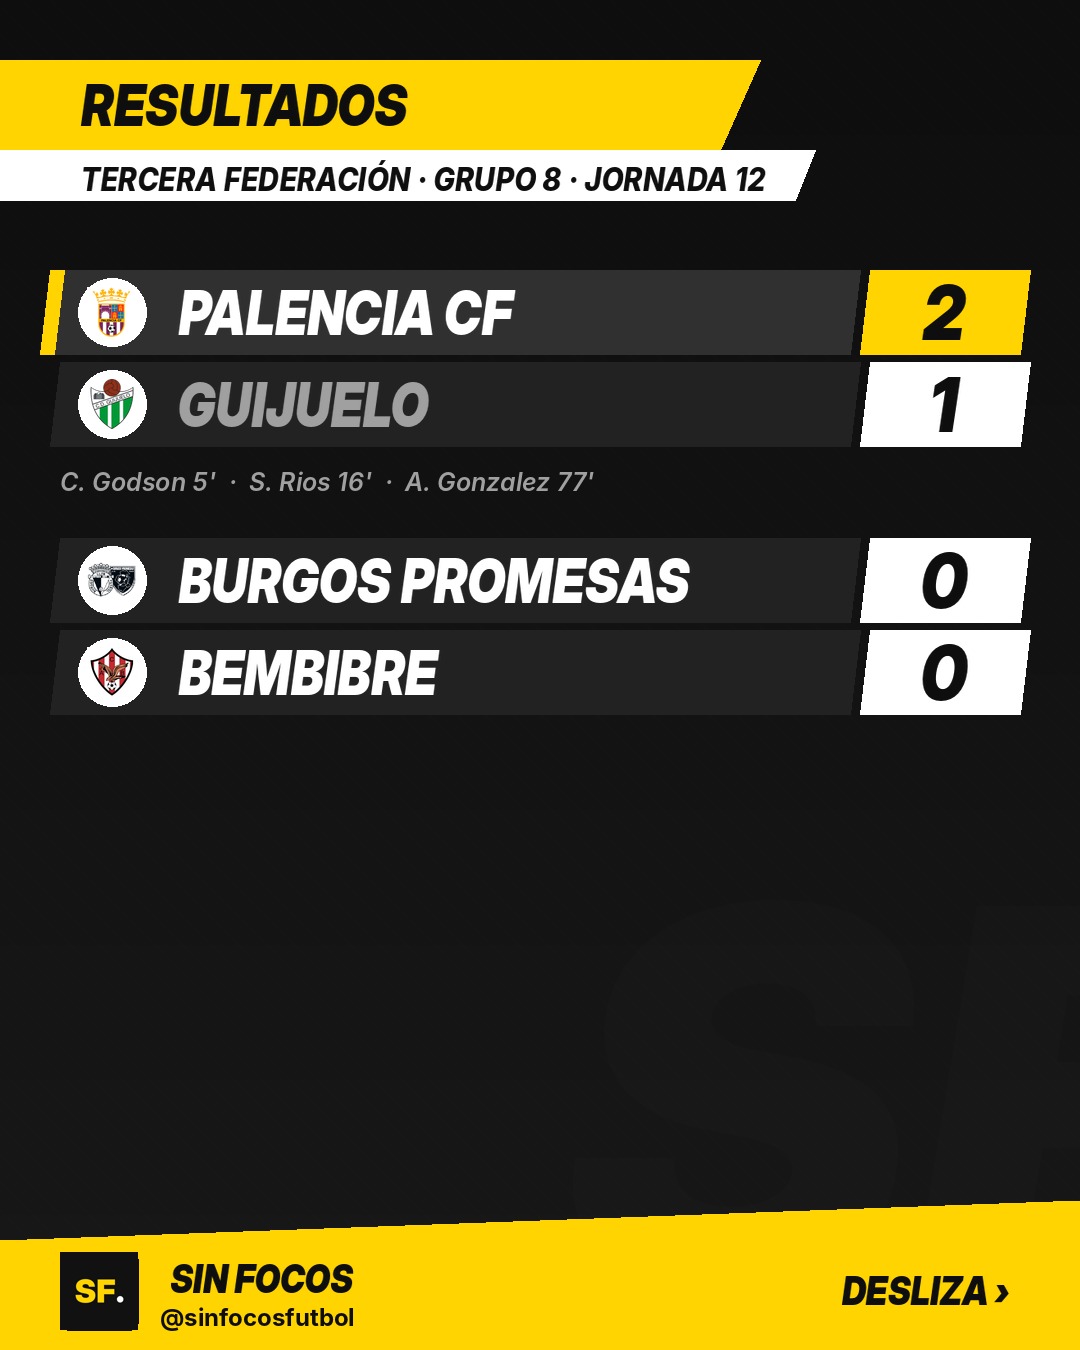 RESULTADOS
TERCERA FEDERACIÓN · GRUPO 8 · JORNADA 12
PALENCIA CF 2
GUIJUELO 1
C. Godson 5' · S. Rios 16' · A. Gonzalez 77'
BURGOS PROMESAS 0
BEMBIBRE 0
SF
SF.
SIN FOCOS
@sinfocosfutbol
DESLIZA ›